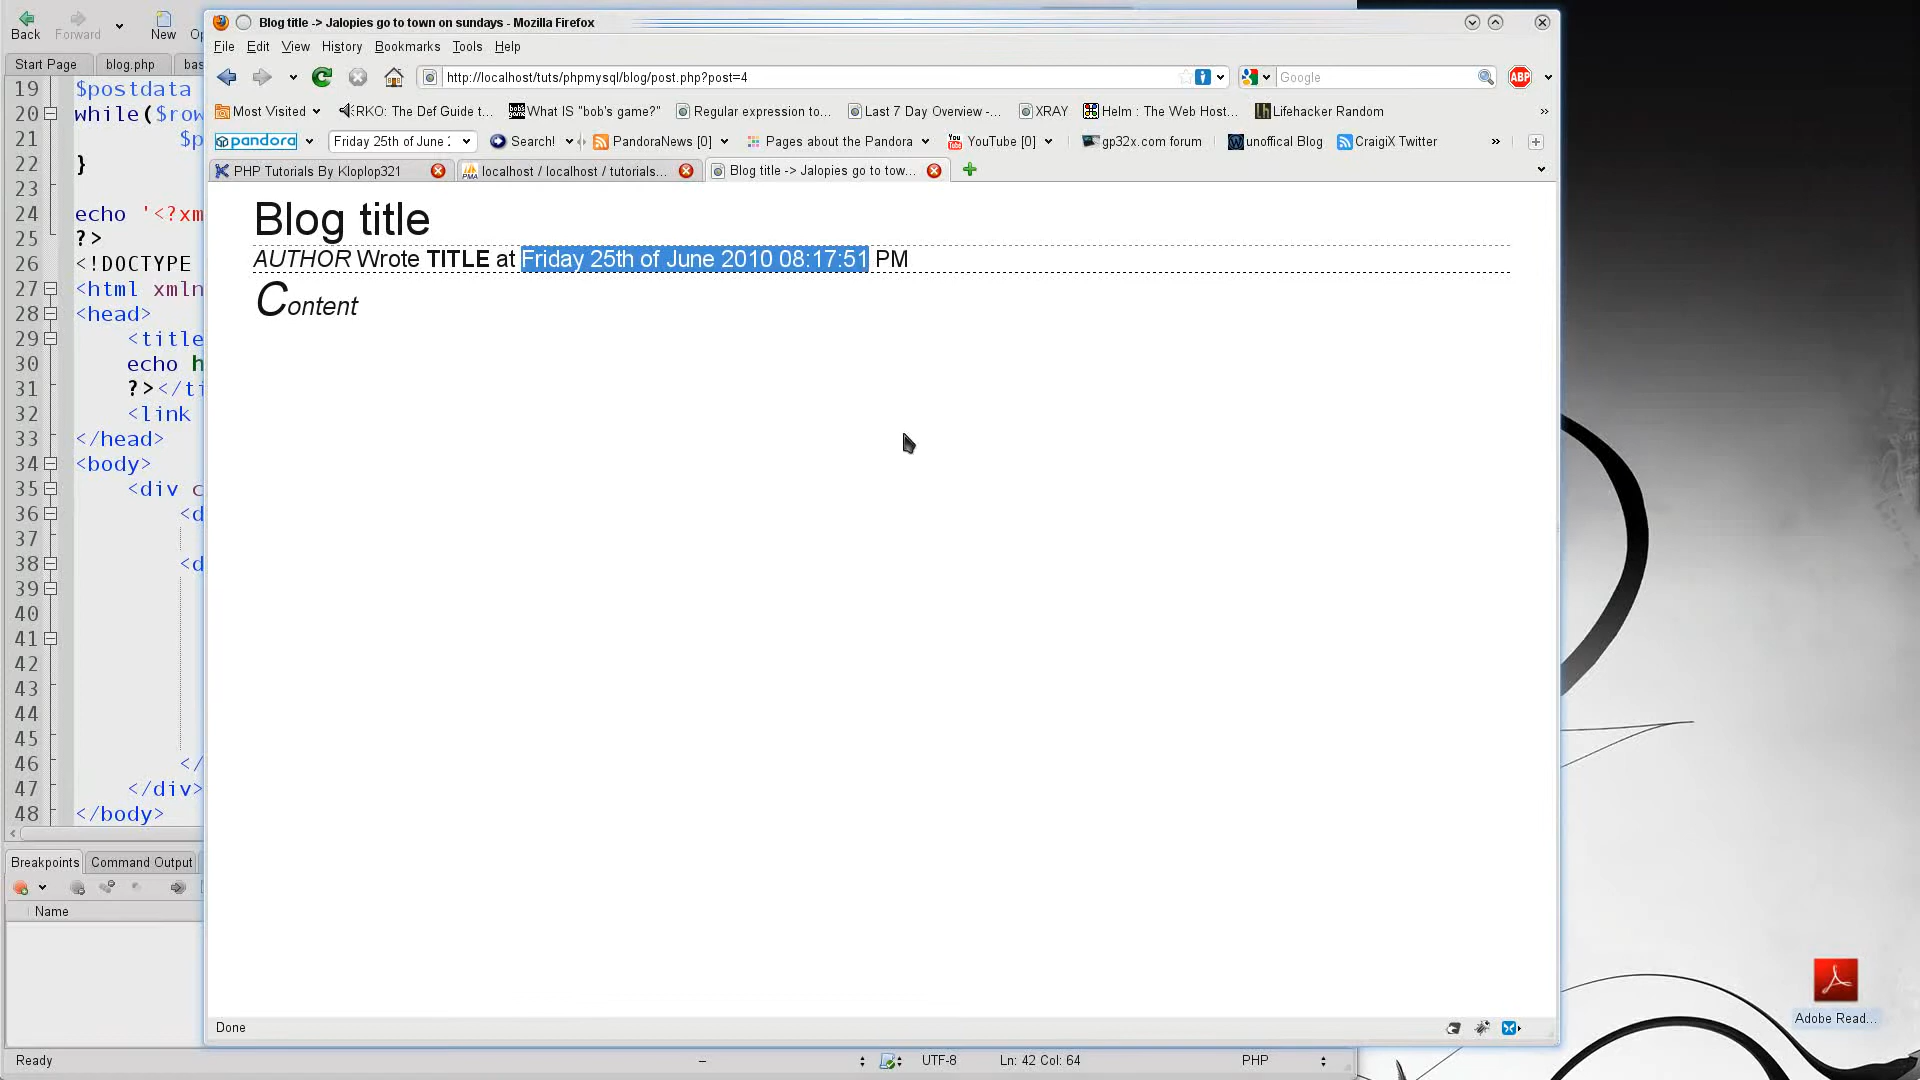 Back
Forward
New
Start Page
blog.php
Blog title -> Jalopies go to town on sundays - Mozilla Firefox
File Edit View History Bookmarks Tools Help
http://localhost/tuts/phpmysql/blog/post.php?post=4
Google
ABP
Most Visited
RKO: The Def Guide t...
What IS "bob's game?"
Regular expression to...
Last 7 Day Overview -...
XRAY
Helm : The Web Host...
Lifehacker Random
»
pandora
Friday 25th of June 
Search!
PandoraNews [0]
Pages about the Pandora
YouTube [0]
gp32x.com forum
unoffical Blog
CraigiX Twitter
»
PHP Tutorials By Kloplop321
localhost / localhost / tutorials...
Blog title -> Jalopies go to tow...
Blog title
AUTHOR Wrote TITLE at Friday 25th of June 2010 08:17:51 PM
Content
19 $postdata
20 while($row
21 $p
22 }
23
24 echo '<?xm
25 ?>
26 <!DOCTYPE
27 <html xmln
28 <head>
29 <title
30 echo h
31 ?></ti
32 <link
33 </head>
34 <body>
35 <div c
36 <d
37
38 <d
39
40
41
42
43
44
45
46 </
47 </div>
48 </body>
Breakpoints
Command Output
Name
Done
Ready
UTF-8
Ln: 42 Col: 64
PHP
Adobe Read...